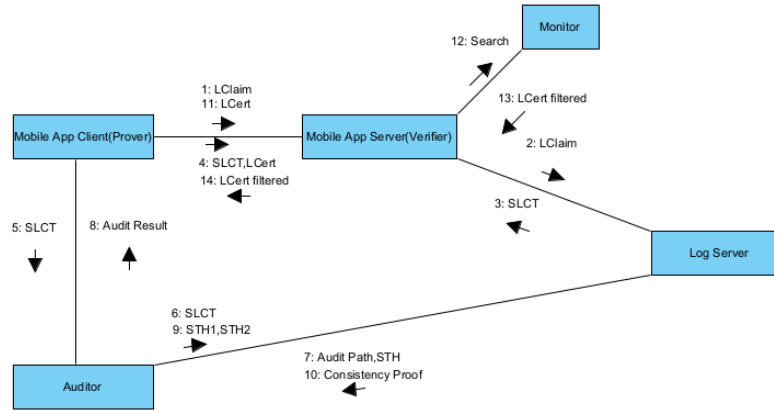 Monitor
12: Search
1: LClaim
11: LCert
13: LCert filtered
Mobile App Client(Prover)
Mobile App Server(Verifier)
2: LClaim
4: SLCT,LCert
14: LCert filtered
3: SLCT
5: SLCT
8: Audit Result
Log Server
6: SLCT
9: STH1,STH2
7: Audit Path,STH
10: Consistency Proof
Auditor